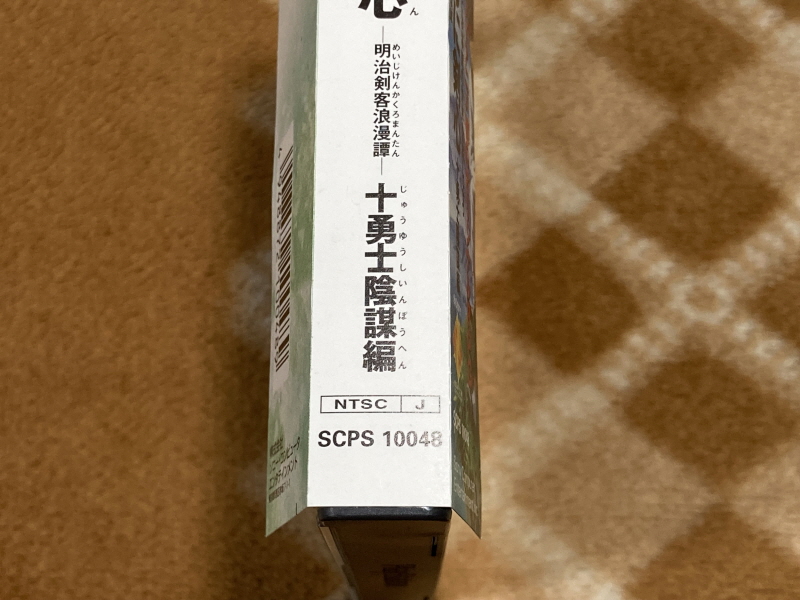 心
ん
―明治剣客浪漫譚―
めいじけんかくろまんたん
十勇士陰謀編
じゅうゆうしいんぼうへん
NTSC J
SCPS 10048